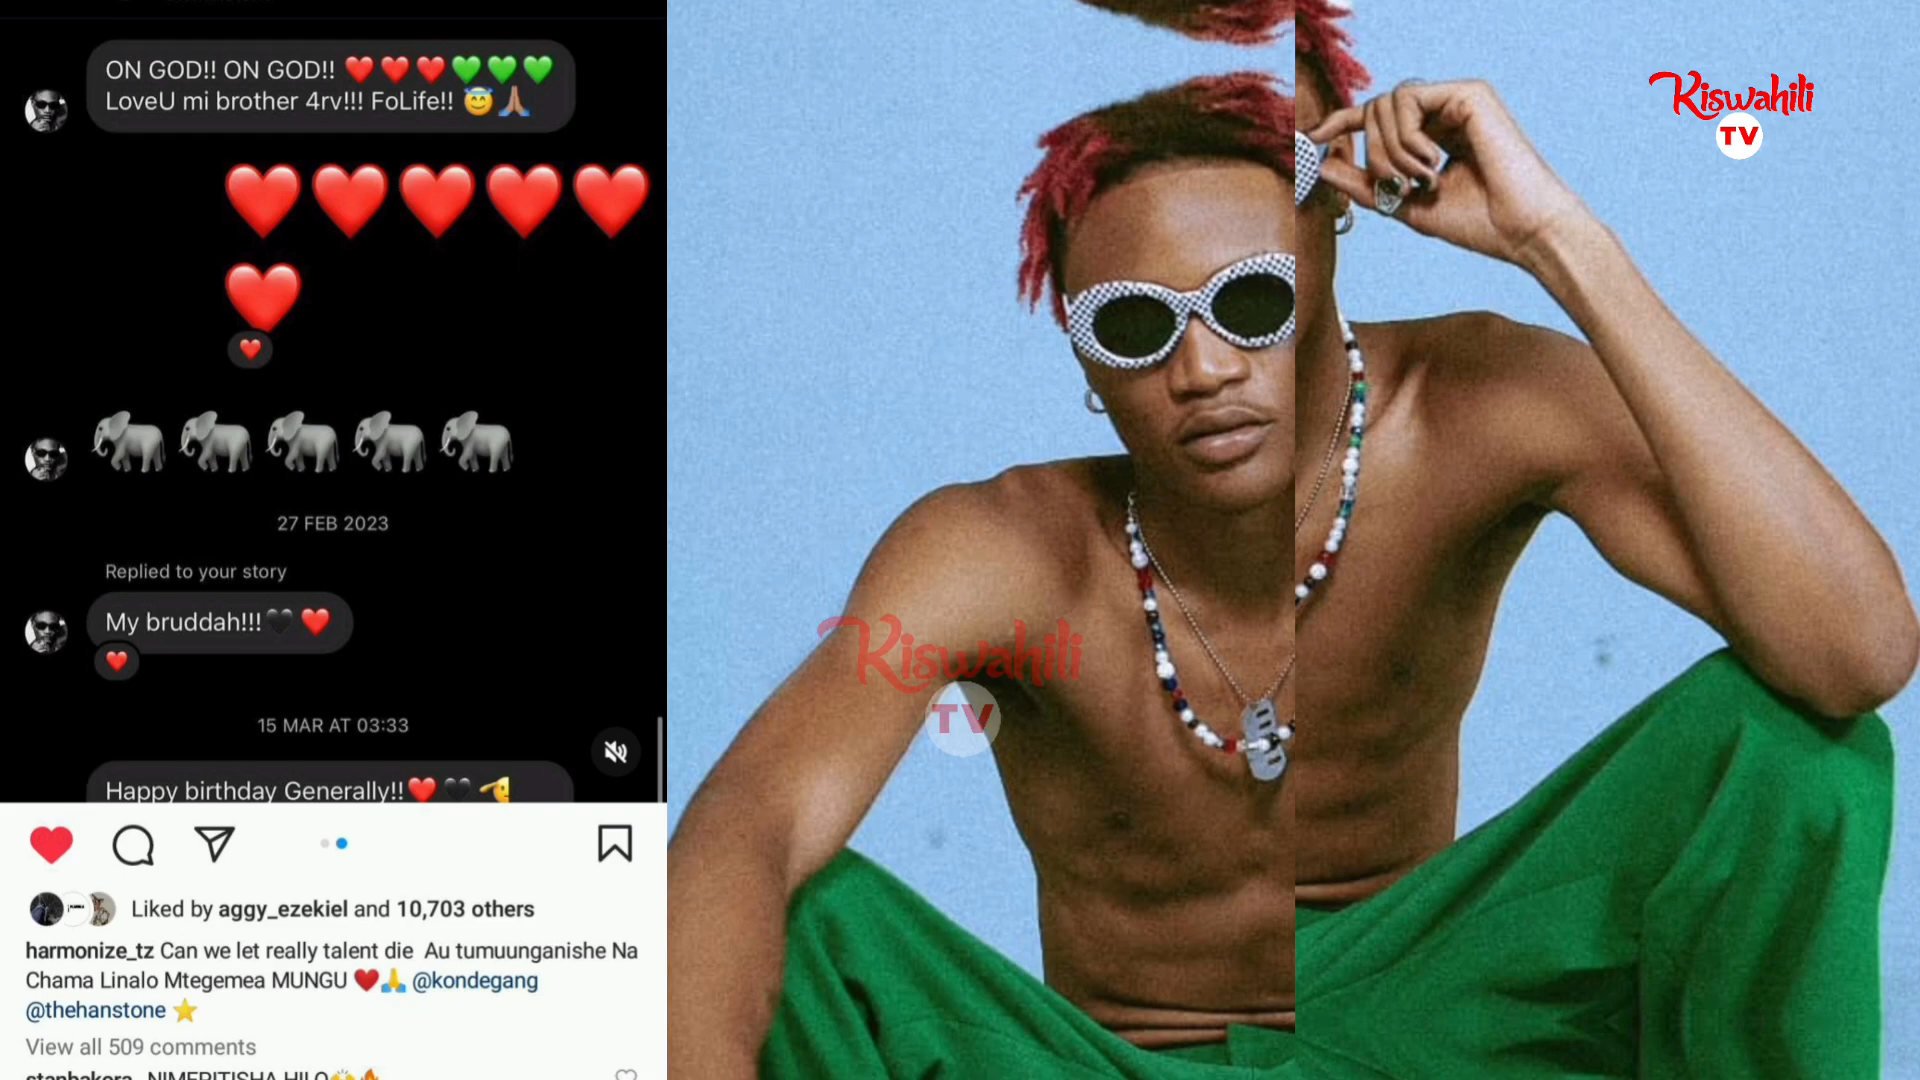 ON GOD!! ON GOD!! ❤️❤️❤️💚💚💚
LoveU mi brother 4rv!!! FoLife!! 😇🙏🏽
❤️❤️❤️❤️❤️
❤️
❤️
🐘🐘🐘🐘🐘
27 FEB 2023
Replied to your story
My bruddah!!!🖤❤️
❤️
15 MAR AT 03:33
Happy birthday Generally!!❤️🖤🫡
Liked by aggy_ezekiel and 10,703 others
harmonize_tz Can we let really talent die Au tumuunganishe Na
Chama Linalo Mtegemea MUNGU ❤️🙏 @kondegang
@thehanstone ⭐
View all 509 comments
stanbakora NIMERITISHA HILO🙌🔥
Kiswahili
TV
Kiswahili
TV